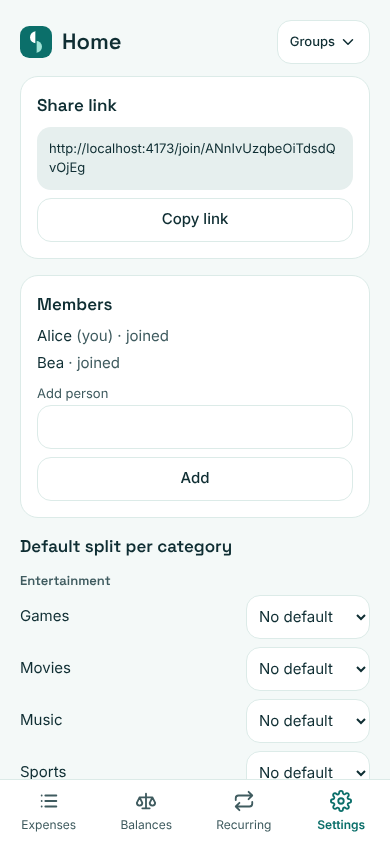 Home
Groups
Share link
http://localhost:4173/join/ANnlvUzqbeOiTdsdQ
vOjEg
Copy link
Members
Alice (you) · joined
Bea · joined
Add person
Add
Default split per category
Entertainment
Games No default
Movies No default
Music No default
Sports No default
Expenses Balances Recurring Settings